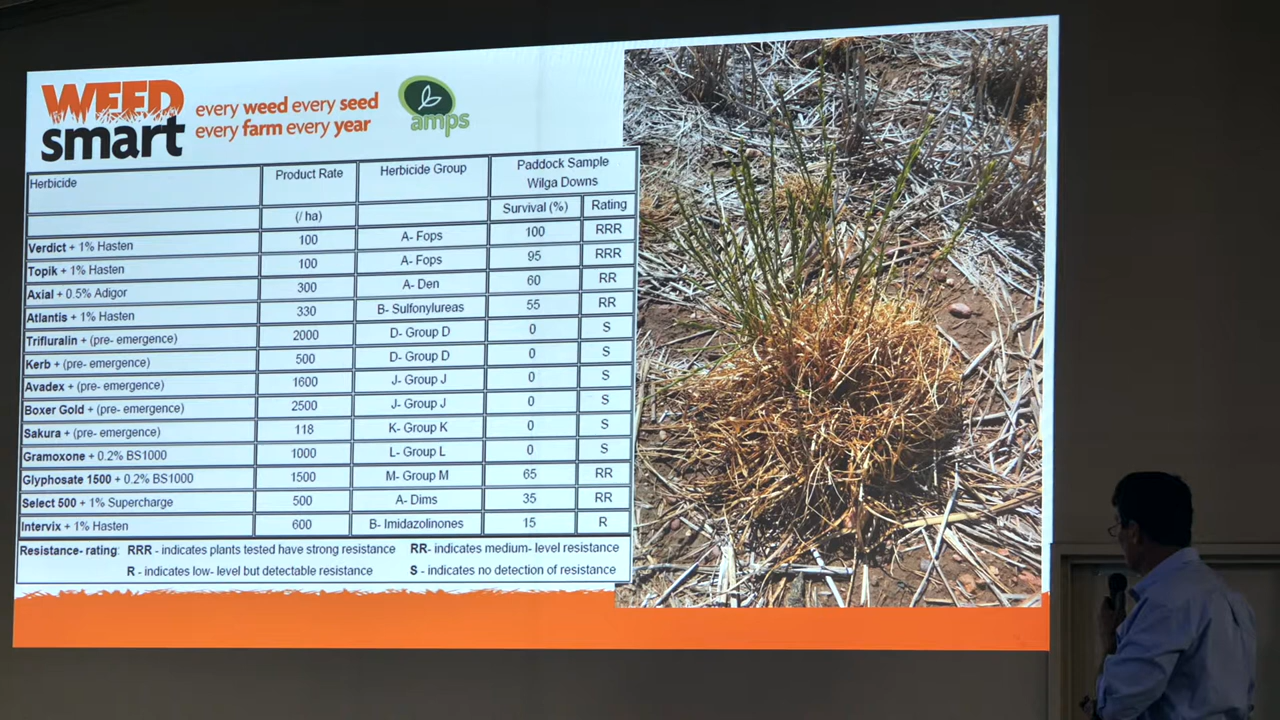 WEED
smart
every weed every seed
every farm every year
amps
Herbicide Product Rate Herbicide Group Paddock Sample
Wilga Downs
(/ ha) Survival (%) Rating
Verdict + 1% Hasten 100 A- Fops 100 RRR
Topik + 1% Hasten 100 A- Fops 95 RRR
Axial + 0.5% Adigor 300 A- Den 60 RR
Atlantis + 1% Hasten 330 B- Sulfonylureas 55 RR
Trifluralin + (pre- emergence) 2000 D- Group D 0 S
Kerb + (pre- emergence) 500 D- Group D 0 S
Avadex + (pre- emergence) 1600 J- Group J 0 S
Boxer Gold + (pre- emergence) 2500 J- Group J 0 S
Sakura + (pre- emergence) 118 K- Group K 0 S
Gramoxone + 0.2% BS1000 1000 L- Group L 0 S
Glyphosate 1500 + 0.2% BS1000 1500 M- Group M 65 RR
Select 500 + 1% Supercharge 500 A- Dims 35 RR
Intervix + 1% Hasten 600 B- Imidazolinones 15 R
Resistance- rating: RRR - indicates plants tested have strong resistance RR- indicates medium- level resistance
R - indicates low- level but detectable resistance S - indicates no detection of resistance